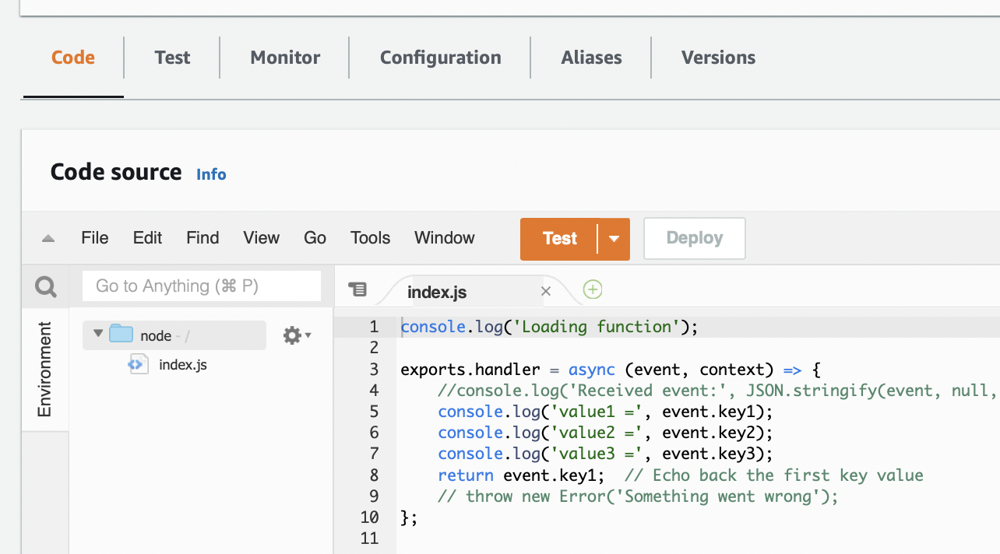 Code Test Monitor Configuration Aliases Versions
Code source Info
File Edit Find View Go Tools Window Test Deploy
Go to Anything (⌘ P)
index.js
Environment
node - /
index.js
1 console.log('Loading function');
2
3 exports.handler = async (event, context) => {
4     //console.log('Received event:', JSON.stringify(event, null,
5     console.log('value1 =', event.key1);
6     console.log('value2 =', event.key2);
7     console.log('value3 =', event.key3);
8     return event.key1;  // Echo back the first key value
9     // throw new Error('Something went wrong');
10 };
11